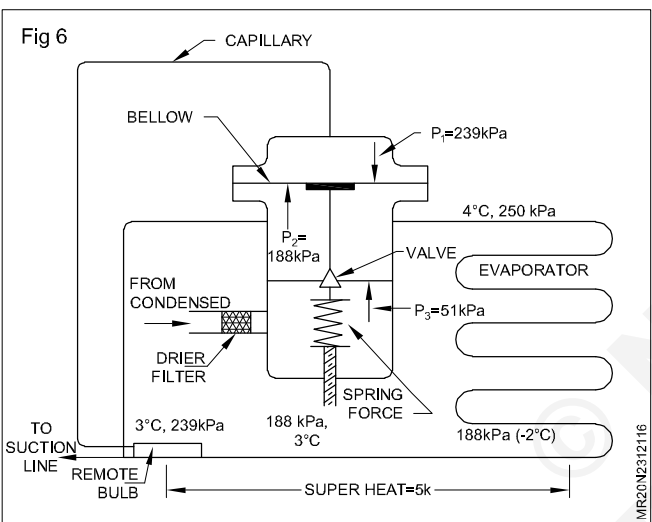 Fig 6
CAPILLARY
BELLOW
P₁=239kPa
P₂=
188kPa
4°C, 250 kPa
VALVE
EVAPORATOR
FROM
CONDENSED
P₃=51kPa
DRIER
FILTER
SPRING
FORCE
3°C, 239kPa
188 kPa,
3°C
188kPa (-2°C)
TO
SUCTION
LINE
REMOTE
BULB
SUPER HEAT=5k
MR20N2312116
©